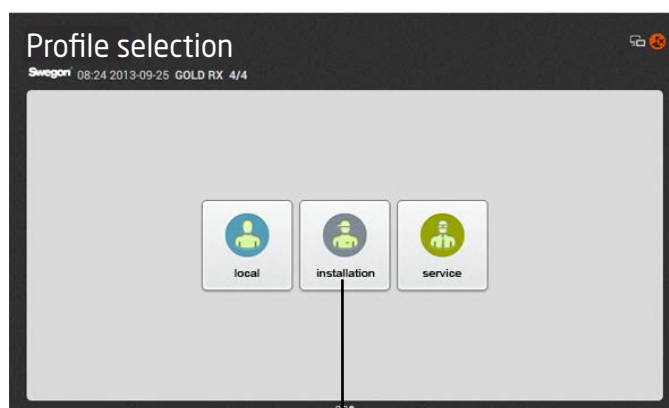 Profile selection
Swegon 08:24 2013-09-25 GOLD RX 4/4
local installation service